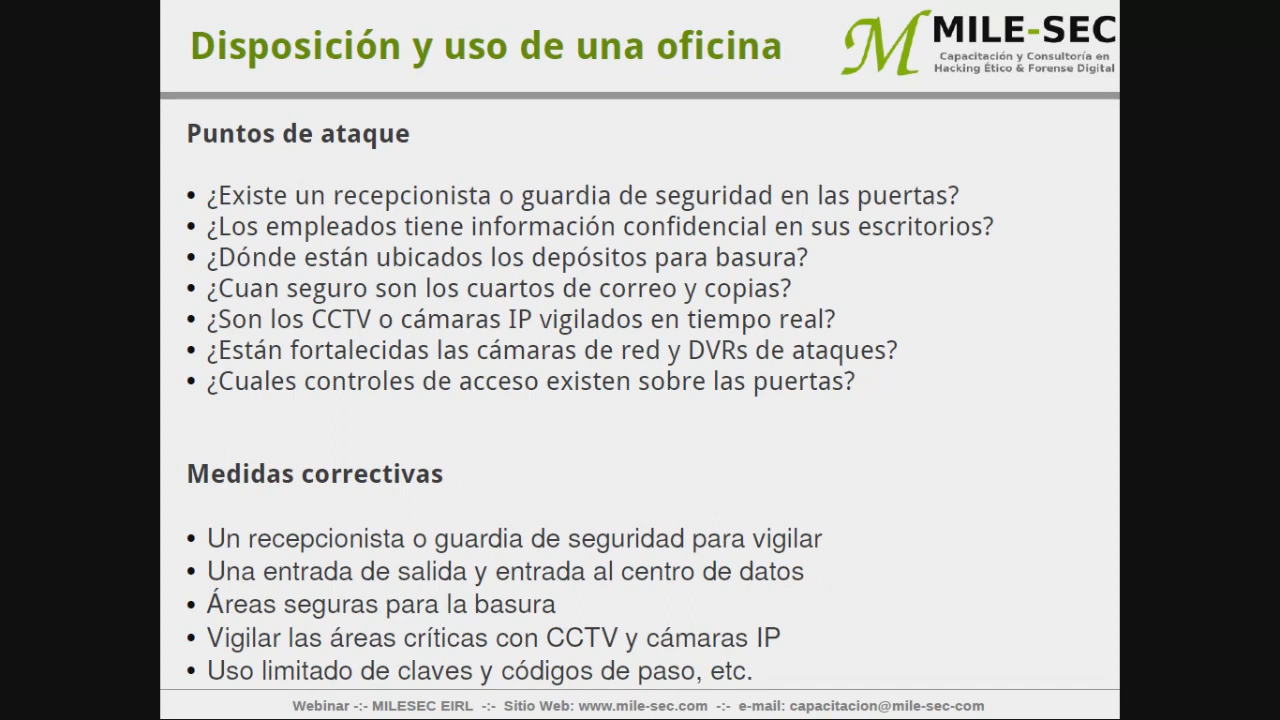 Disposición y uso de una oficina
M MILE-SEC
Capacitación y Consultoría en
Hacking Ético & Forense Digital
Puntos de ataque
• ¿Existe un recepcionista o guardia de seguridad en las puertas?
• ¿Los empleados tiene información confidencial en sus escritorios?
• ¿Dónde están ubicados los depósitos para basura?
• ¿Cuan seguro son los cuartos de correo y copias?
• ¿Son los CCTV o cámaras IP vigilados en tiempo real?
• ¿Están fortalecidas las cámaras de red y DVRs de ataques?
• ¿Cuales controles de acceso existen sobre las puertas?
Medidas correctivas
• Un recepcionista o guardia de seguridad para vigilar
• Una entrada de salida y entrada al centro de datos
• Áreas seguras para la basura
• Vigilar las áreas críticas con CCTV y cámaras IP
• Uso limitado de claves y códigos de paso, etc.
Webinar -:- MILESEC EIRL -:- Sitio Web: www.mile-sec.com -:- e-mail: capacitacion@mile-sec-com